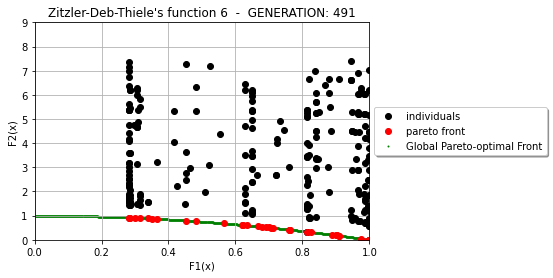 Zitzler-Deb-Thiele's function 6 - GENERATION: 491
9
8
7
6
5
4
3
2
1
0
F2(x)
0.0 0.2 0.4 0.6 0.8 1.0
F1(x)
individuals
pareto front
Global Pareto-optimal Front